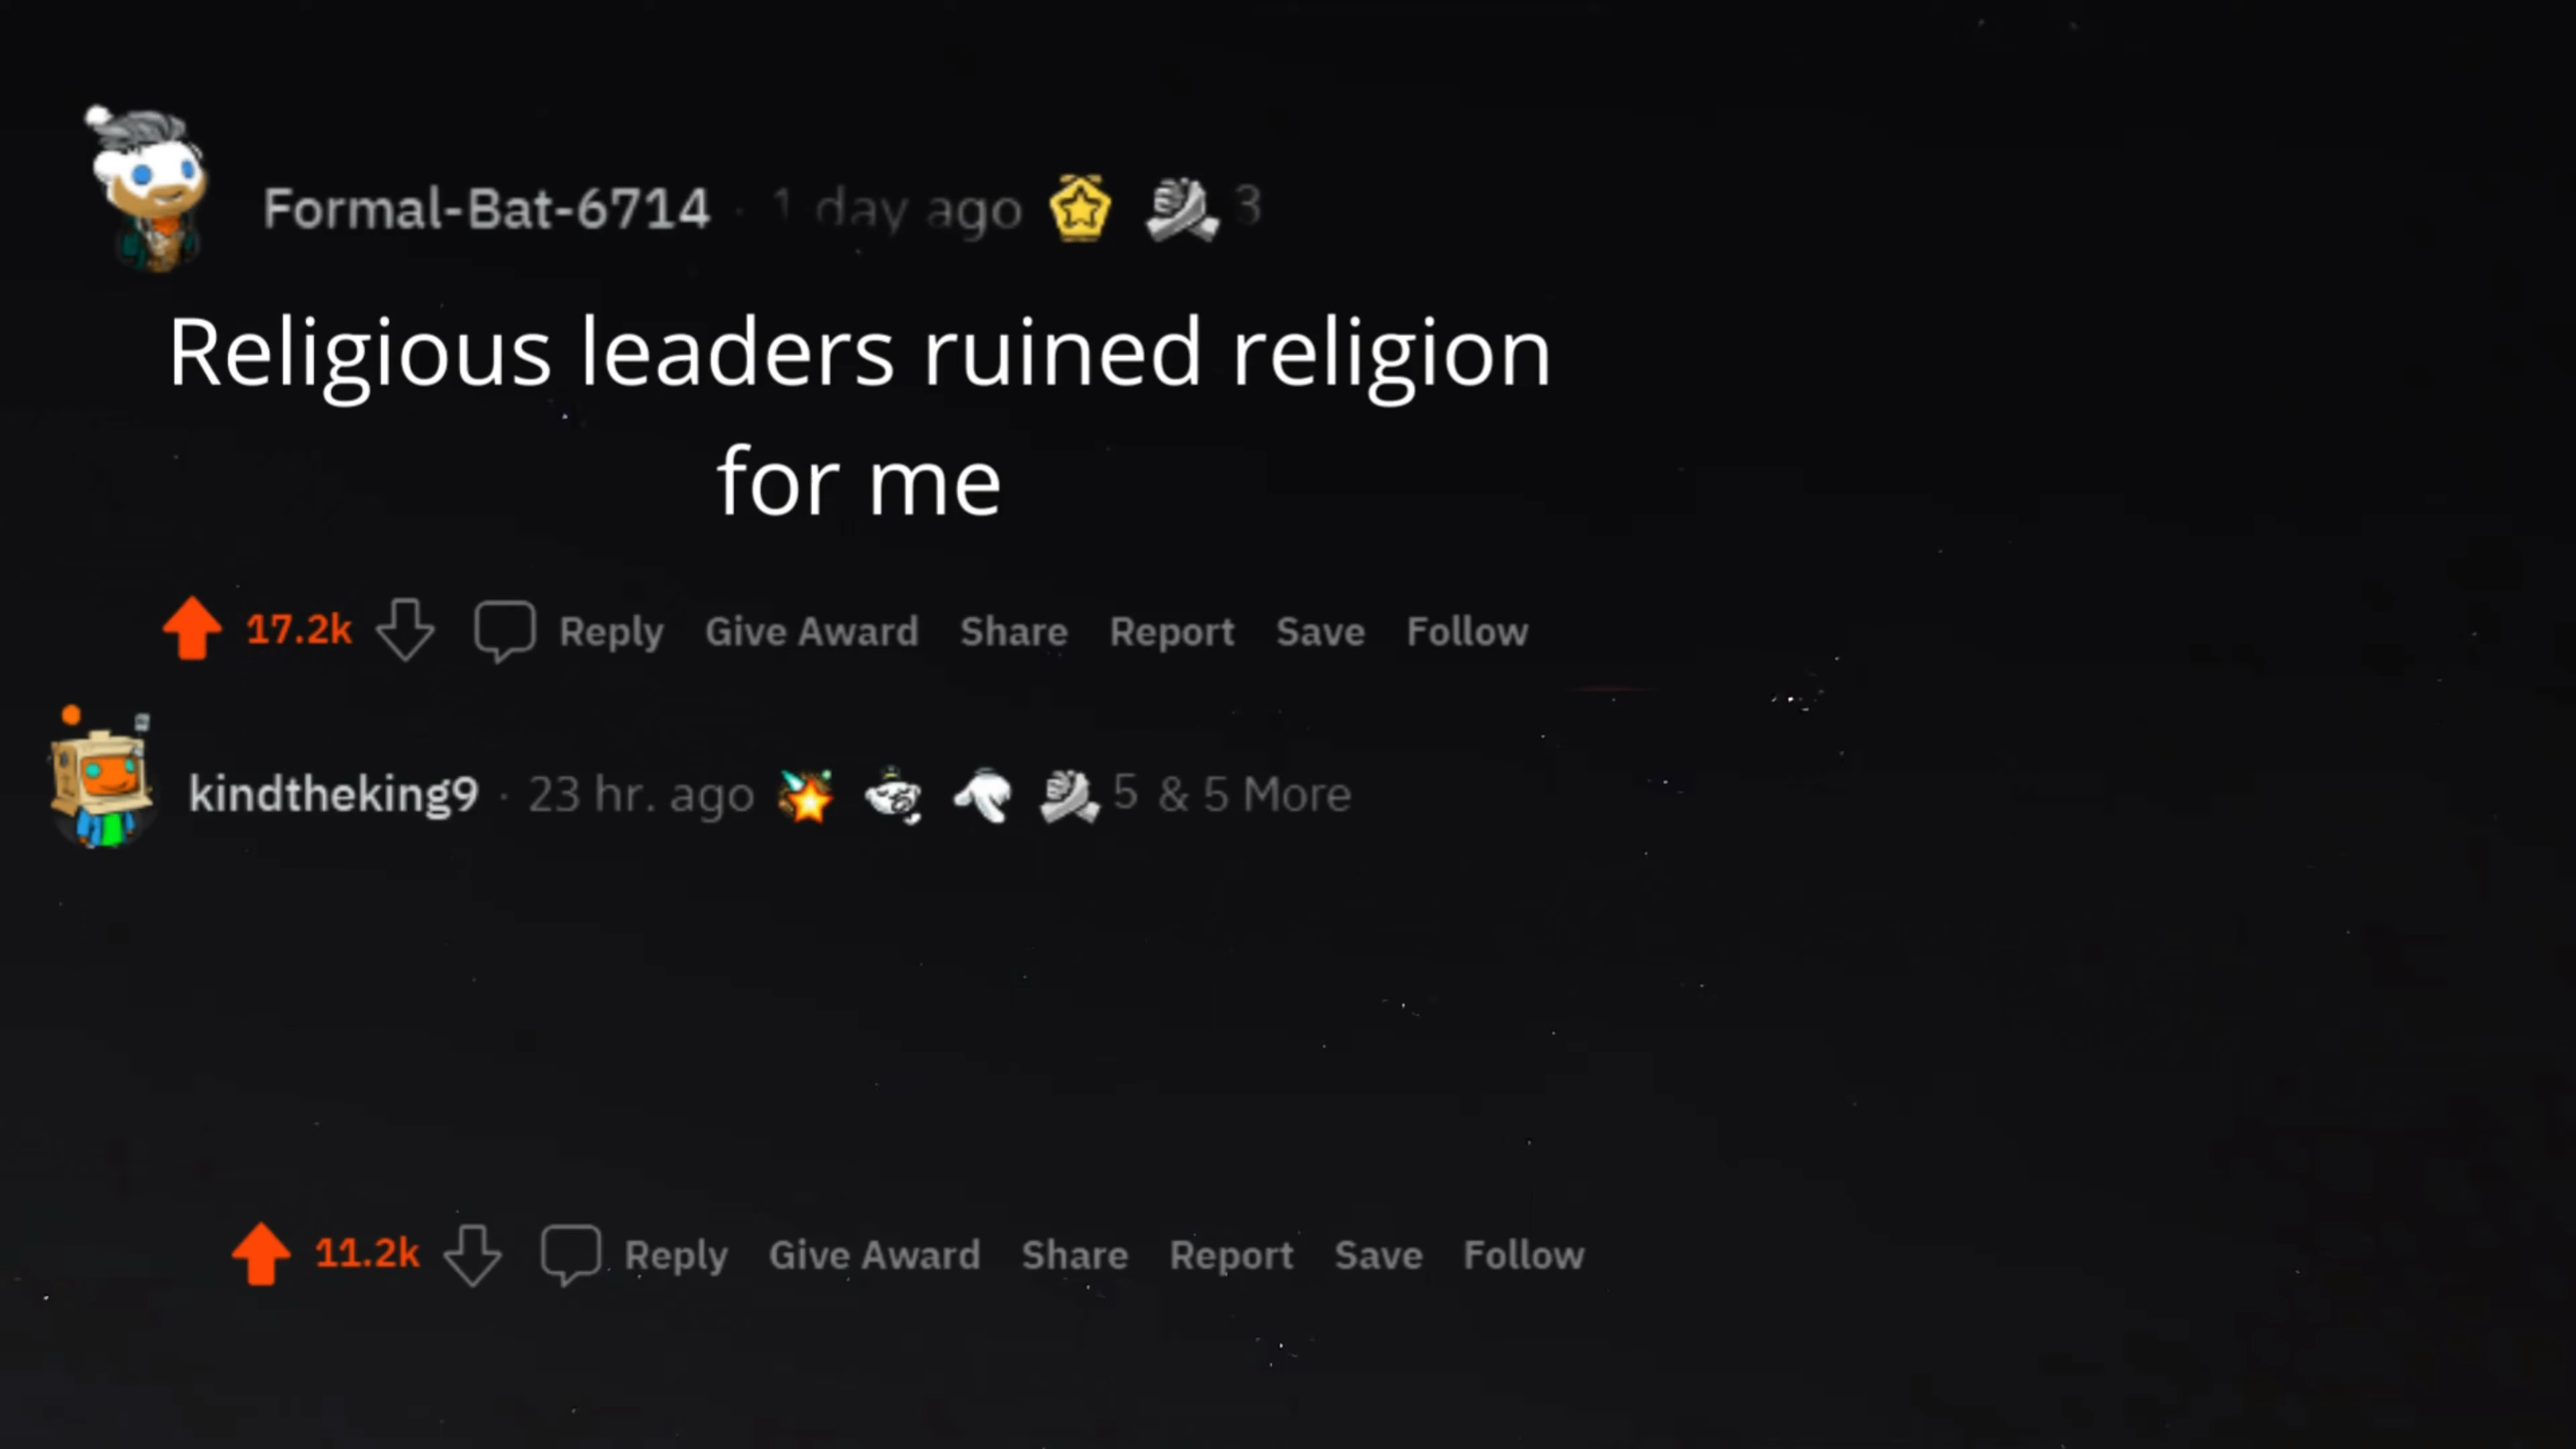 Formal-Bat-6714 · 1 day ago 3
Religious leaders ruined religion
for me
17.2k Reply Give Award Share Report Save Follow
kindtheking9 · 23 hr. ago 5 & 5 More
11.2k Reply Give Award Share Report Save Follow